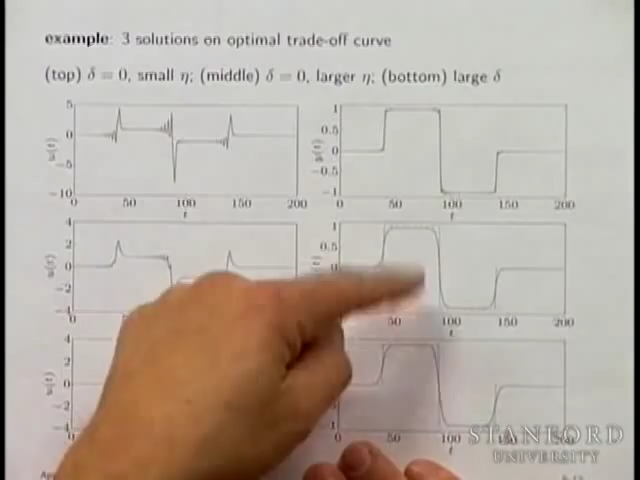 example: 3 solutions on optimal trade-off curve
(top) δ = 0, small η; (middle) δ = 0, larger η; (bottom) large δ
5
0
−5
−10
u(t)
0 50 100 150 200
t
1
0.5
0
−0.5
−1
y(t)
0 50 100 150 200
t
4
2
0
−2
−4
u(t)
0
1
0.5
50 100 150 200
t
4
2
0
−2
−4
u(t)
0 50 100
t
STANFORD
UNIVERSITY